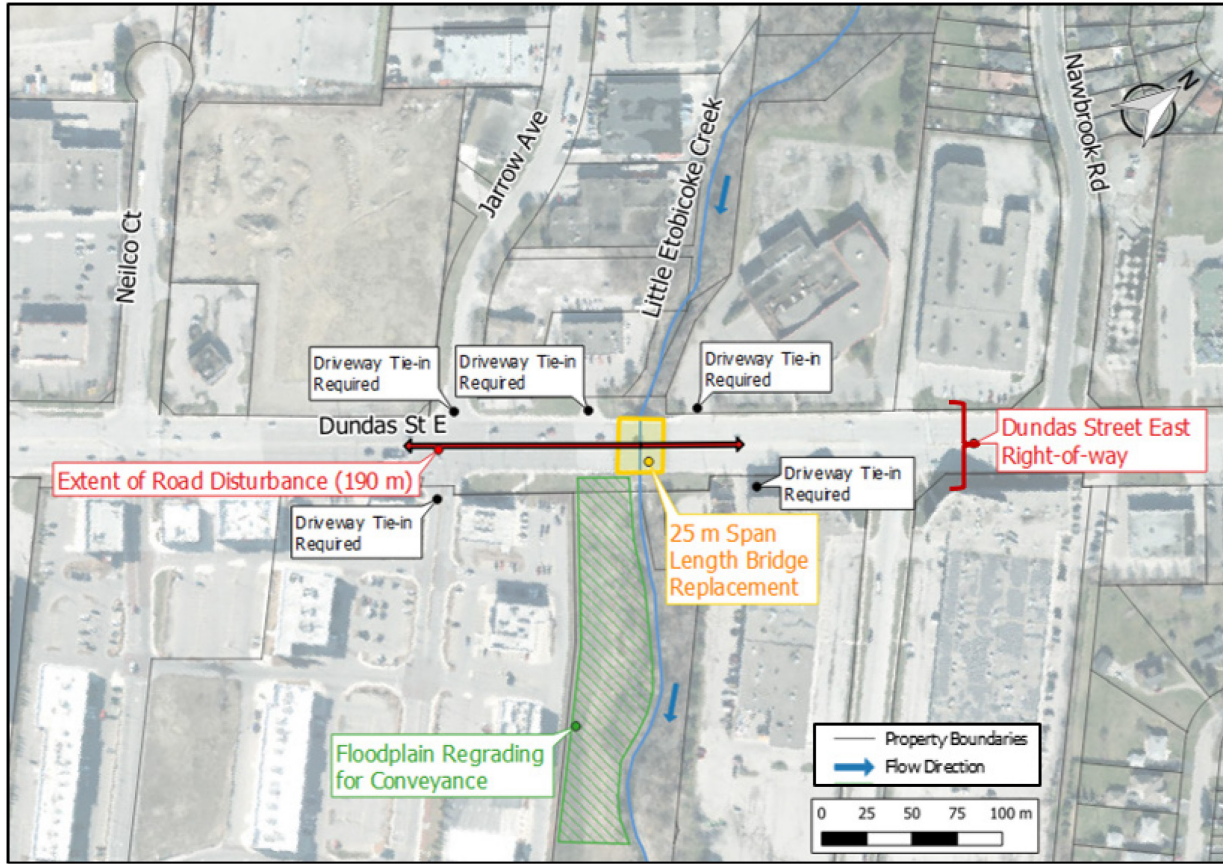 Nawbrook Rd
N
Jarrow Ave
Little Etobicoke Creek
Neilco Ct
Driveway Tie-in
Required
Driveway Tie-in
Required
Driveway Tie-in
Required
Dundas St E
Dundas Street East
Right-of-way
Extent of Road Disturbance (190 m)
Driveway Tie-in
Required
Driveway Tie-in
Required
25 m Span
Length Bridge
Replacement
Floodplain Regrading
for Conveyance
Property Boundaries
Flow Direction
0 25 50 75 100 m